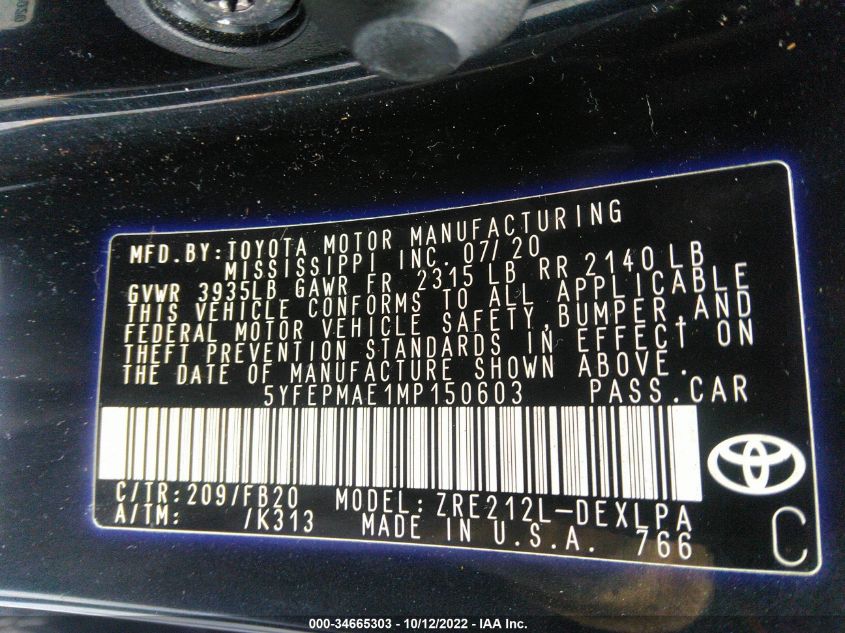 MFD.BY:TOYOTA MOTOR MANUFACTURING
MISSISSIPPI INC. 07/20
GVWR 3935LB GAWR FR 2315 LB RR 2140 LB
THIS VEHICLE CONFORMS TO ALL APPLICABLE
FEDERAL MOTOR VEHICLE SAFETY,BUMPER,AND
THEFT PREVENTION STANDARDS IN EFFECT ON
THE DATE OF MANUFACTURE SHOWN ABOVE.
5YFEPMAE1MP150603 PASS.CAR
C/TR:209/FB20 MODEL:ZRE212L-DEXLPA
A/TM: /K313 MADE IN U.S.A. 766
C
000-34665303 - 10/12/2022 - IAA Inc.